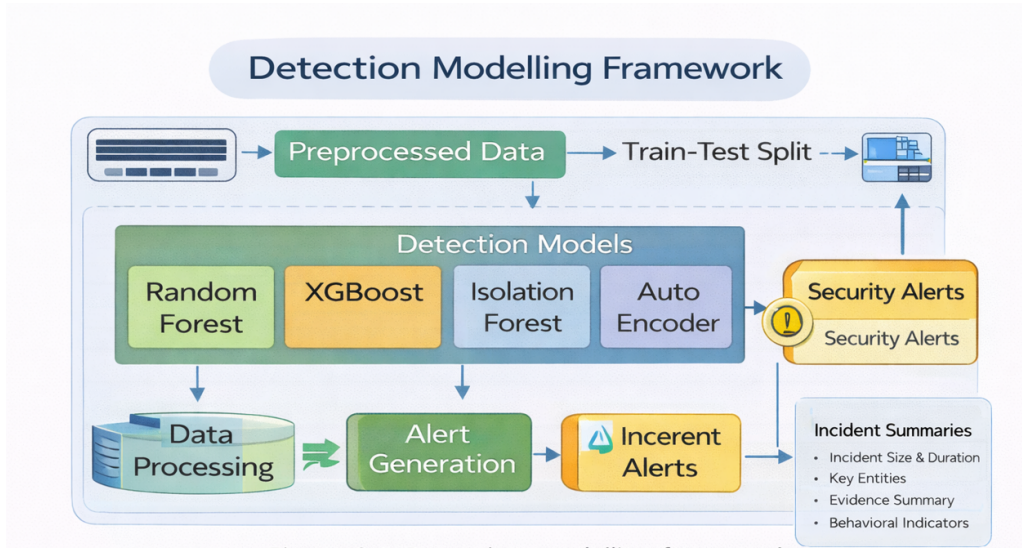 Detection Modelling Framework
Preprocessed Data
Train-Test Split
Detection Models
Random
Forest
XGBoost
Isolation
Forest
Auto
Encoder
Security Alerts
Security Alerts
Data
Processing
Alert
Generation
Incerent
Alerts
Incident Summaries
• Incident Size & Duration
• Key Entities
• Evidence Summary
• Behavioral Indicators